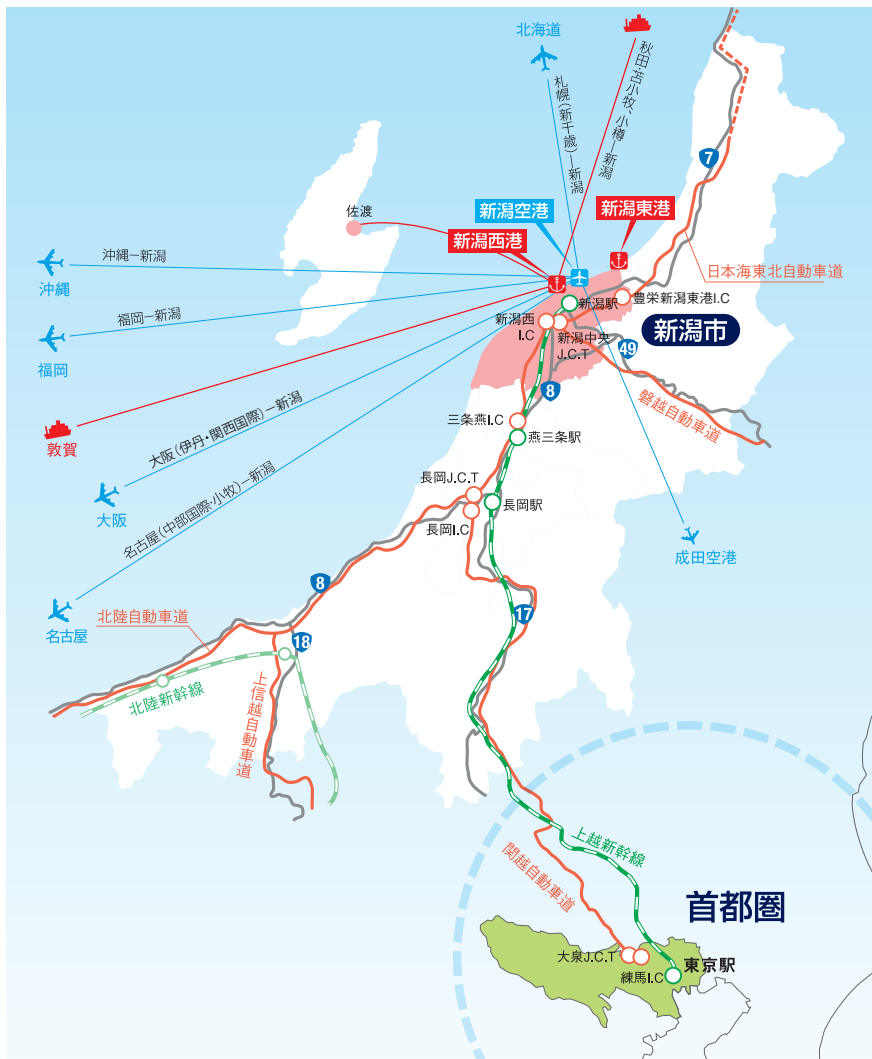 北海道
秋田・苫小牧、小樽ー新潟
札幌(新千歳)ー新潟
7
佐渡
新潟空港
新潟東港
新潟西港
沖縄ー新潟
沖縄
日本海東北自動車道
豊栄新潟東港I.C
新潟駅
福岡ー新潟
福岡
新潟西
I.C
新潟中央
J.C.T
新潟市
49
8
磐越自動車道
敦賀
大阪(伊丹・関西国際)ー新潟
大阪
三条燕I.C
燕三条駅
名古屋(中部国際・小牧)ー新潟
名古屋
長岡J.C.T
長岡駅
長岡I.C
成田空港
8
17
北陸自動車道
18
北陸新幹線
上信越自動車道
上越新幹線
関越自動車道
首都圏
大泉J.C.T
練馬I.C
東京駅